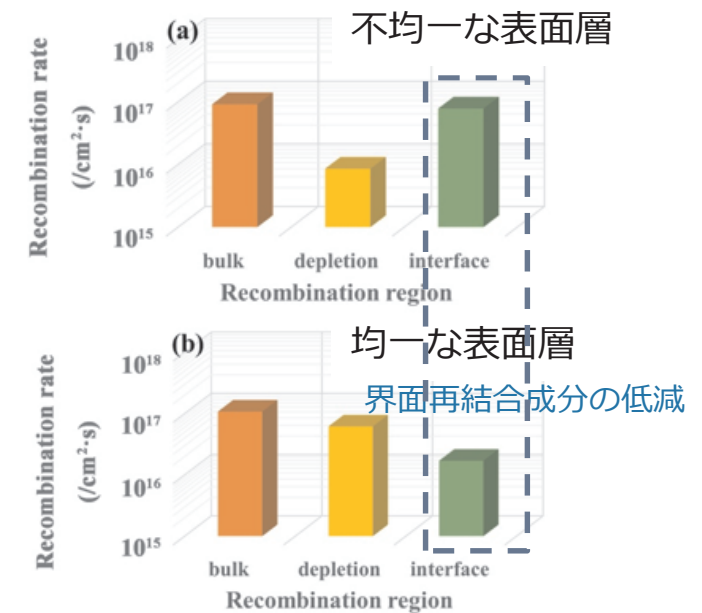 (a)
不均一な表面層
Recombination rate
(/cm²·s)
10¹⁸
10¹⁷
10¹⁶
10¹⁵
bulk depletion interface
Recombination region
(b)
均一な表面層
界面再結合成分の低減
Recombination rate
(/cm²·s)
10¹⁸
10¹⁷
10¹⁶
10¹⁵
bulk depletion interface
Recombination region